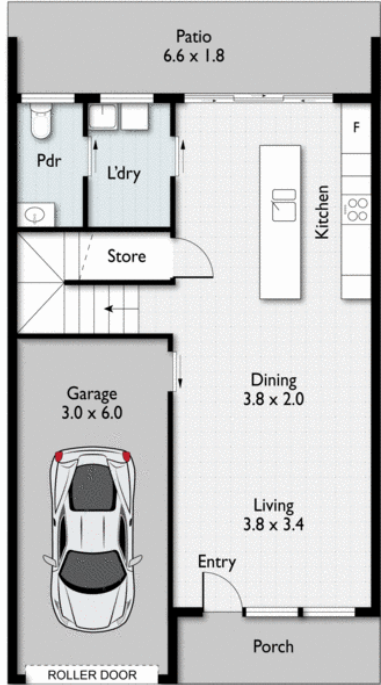 Patio
6.6 x 1.8
F
Pdr
L'dry
Kitchen
Store
Garage
3.0 x 6.0
Dining
3.8 x 2.0
Living
3.8 x 3.4
Entry
Porch
ROLLER DOOR